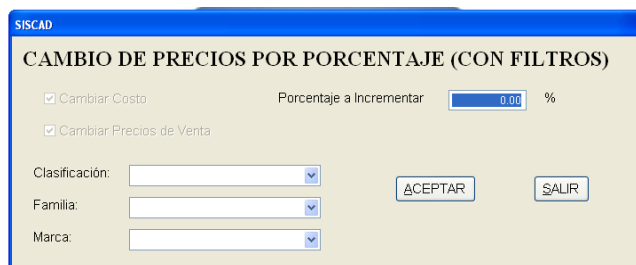 SISCAD
CAMBIO DE PRECIOS POR PORCENTAJE (CON FILTROS)
Cambiar Costo
Porcentaje a Incrementar 0.00 %
Cambiar Precios de Venta
Clasificación:
ACEPTAR SALIR
Familia:
Marca: